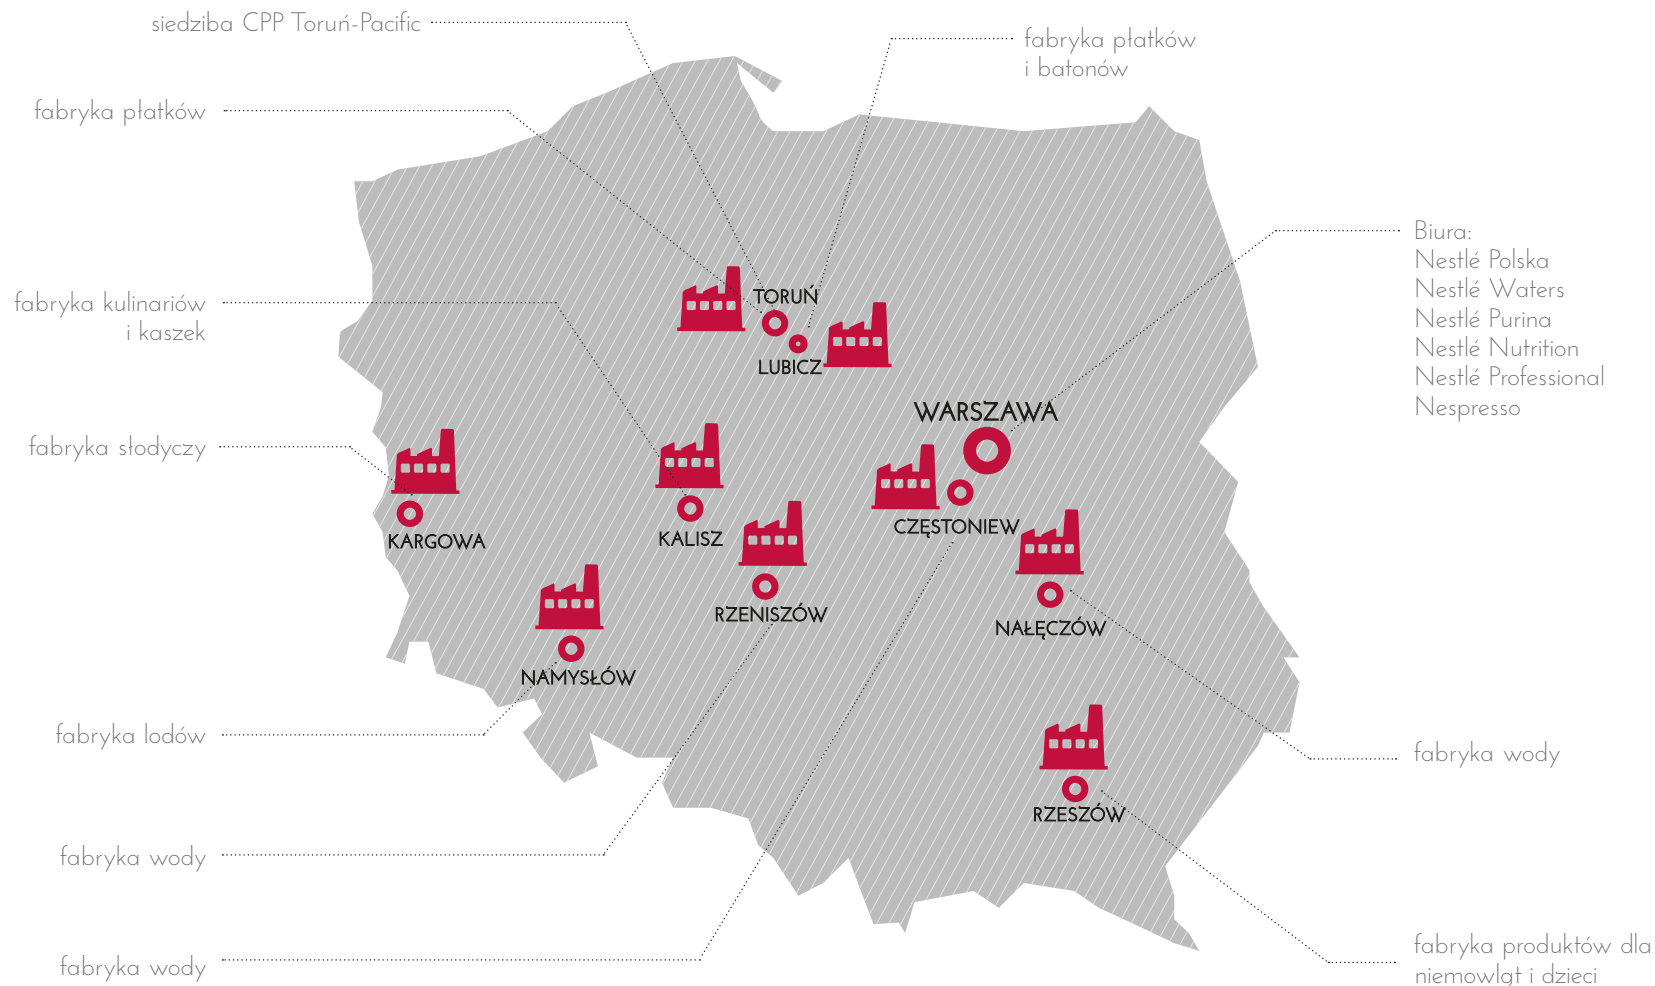 siedziba CPP Toruń-Pacific
fabryka płatków
i batonów
fabryka płatków
Biura:
Nestlé Polska
Nestlé Waters
Nestlé Purina
Nestlé Nutrition
Nestlé Professional
Nespresso
fabryka kulinariów
i kaszek
TORUŃ
LUBICZ
WARSZAWA
fabryka słodyczy
KARGOWA
KALISZ
CZĘSTONIEW
RZENISZÓW
NAŁĘCZÓW
NAMYSŁÓW
fabryka lodów
fabryka wody
RZESZÓW
fabryka wody
fabryka wody
fabryka produktów dla
niemowląt i dzieci